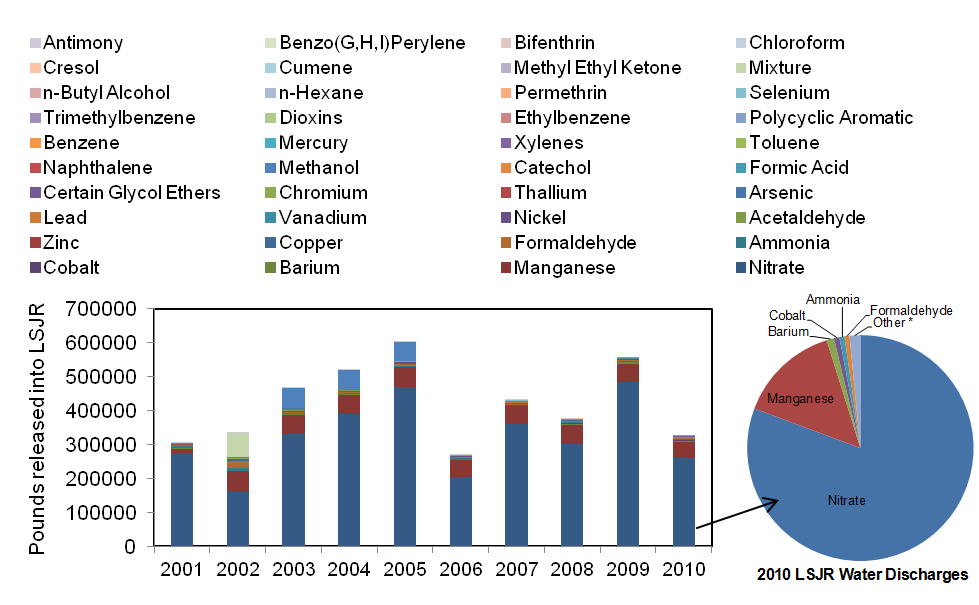 Antimony Benzo(G,H,I)Perylene Bifenthrin Chloroform
Cresol Cumene Methyl Ethyl Ketone Mixture
n-Butyl Alcohol n-Hexane Permethrin Selenium
Trimethylbenzene Dioxins Ethylbenzene Polycyclic Aromatic
Benzene Mercury Xylenes Toluene
Naphthalene Methanol Catechol Formic Acid
Certain Glycol Ethers Chromium Thallium Arsenic
Lead Vanadium Nickel Acetaldehyde
Zinc Copper Formaldehyde Ammonia
Cobalt Barium Manganese Nitrate
Pounds released into LSJR
700000
600000
500000
400000
300000
200000
100000
0
2001 2002 2003 2004 2005 2006 2007 2008 2009 2010
Ammonia
Formaldehyde
Cobalt
Other *
Barium
Manganese
Nitrate
2010 LSJR Water Discharges